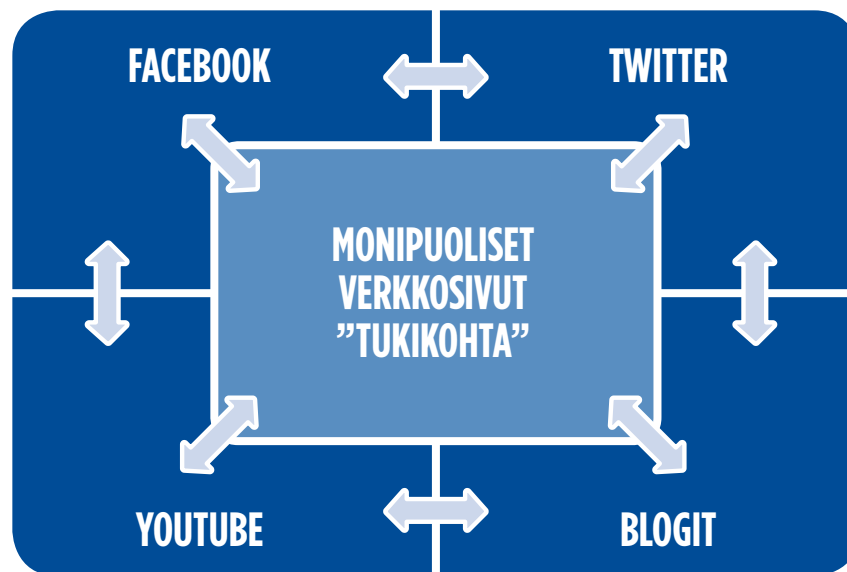 FACEBOOK
TWITTER
MONIPUOLISET
VERKKOSIVUT
”TUKIKOHTA”
YOUTUBE
BLOGIT